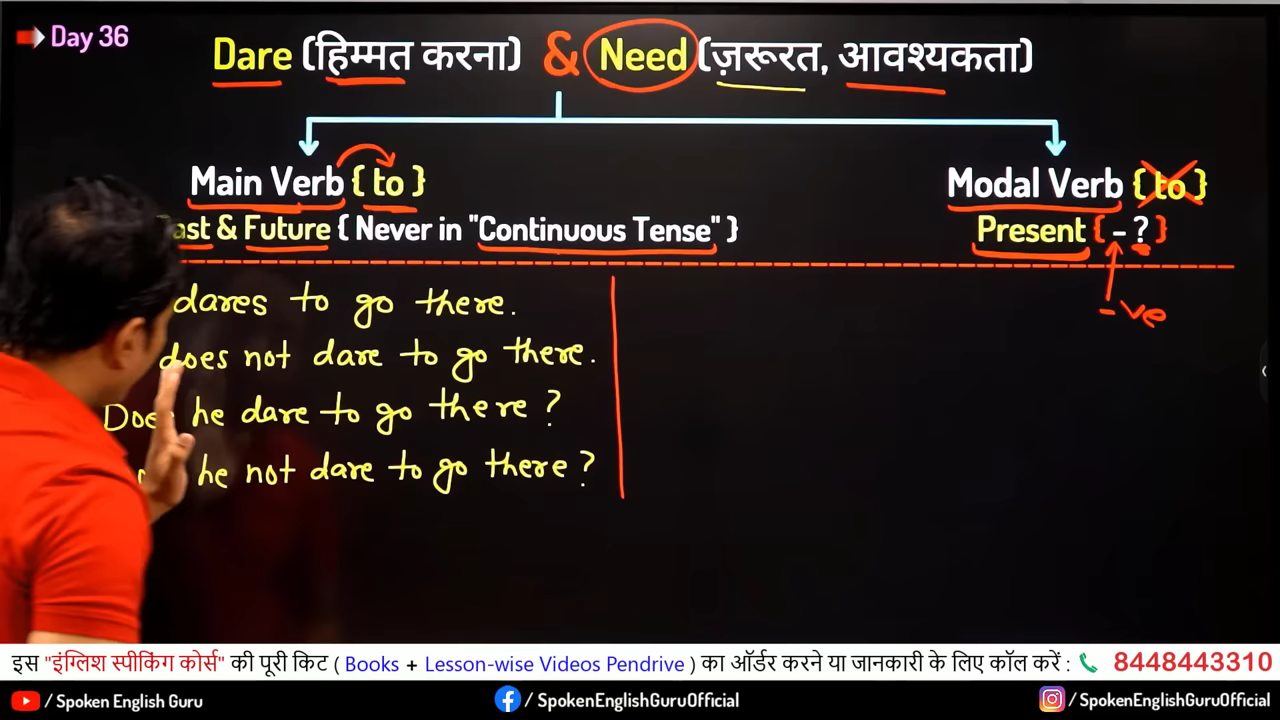 Day 36
Dare (हिम्मत करना) & Need (ज़रूरत, आवश्यकता)
Main Verb { to } Modal Verb { to }
& Future { Never in "Continuous Tense" } Present { - ? }
-ve
dares to go there.
does not dare to go there.
he dare to go there ?
he not dare to go there ?
इस "इंग्लिश स्पीकिंग कोर्स" की पूरी किट ( Books + Lesson-wise Videos Pendrive ) का ऑर्डर करने या जानकारी के लिए कॉल करें : 8448443310
/ Spoken English Guru / SpokenEnglishGuruOfficial / SpokenEnglishGuruOfficial